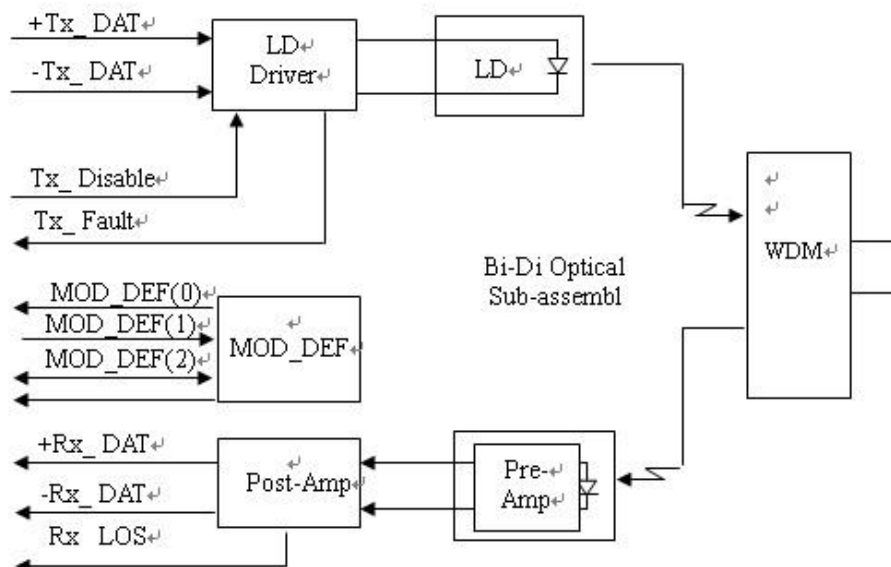 +Tx_ DAT↵
-Tx_ DAT↵
LD↵
Driver↵
LD↵
Tx_ Disable↵
Tx_ Fault↵
↵
↵
WDM↵
Bi-Di Optical
Sub-assembl
MOD_DEF(0)↵
MOD_DEF(1)↵
MOD_DEF(2)↵
↵
MOD_DEF↵
+Rx_ DAT↵
-Rx_ DAT↵
Rx LOS↵
↵
Post-Amp↵
Pre-↵
Amp↵